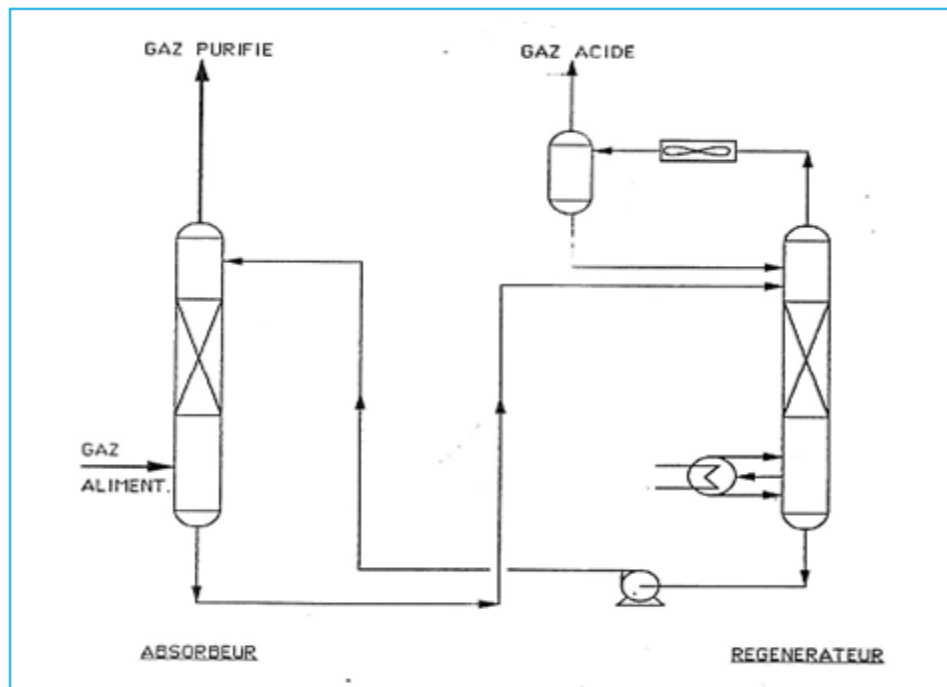 GAZ PURIFIE
GAZ ACIDE
GAZ
ALIMENT.
ABSORBEUR
REGENERATEUR